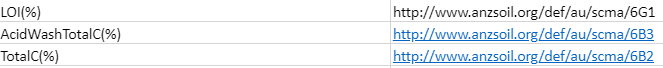 LOI(%) http://www.anzsoil.org/def/au/scma/6G1
AcidWashTotalC(%) http://www.anzsoil.org/def/au/scma/6B3
TotalC(%) http://www.anzsoil.org/def/au/scma/6B2